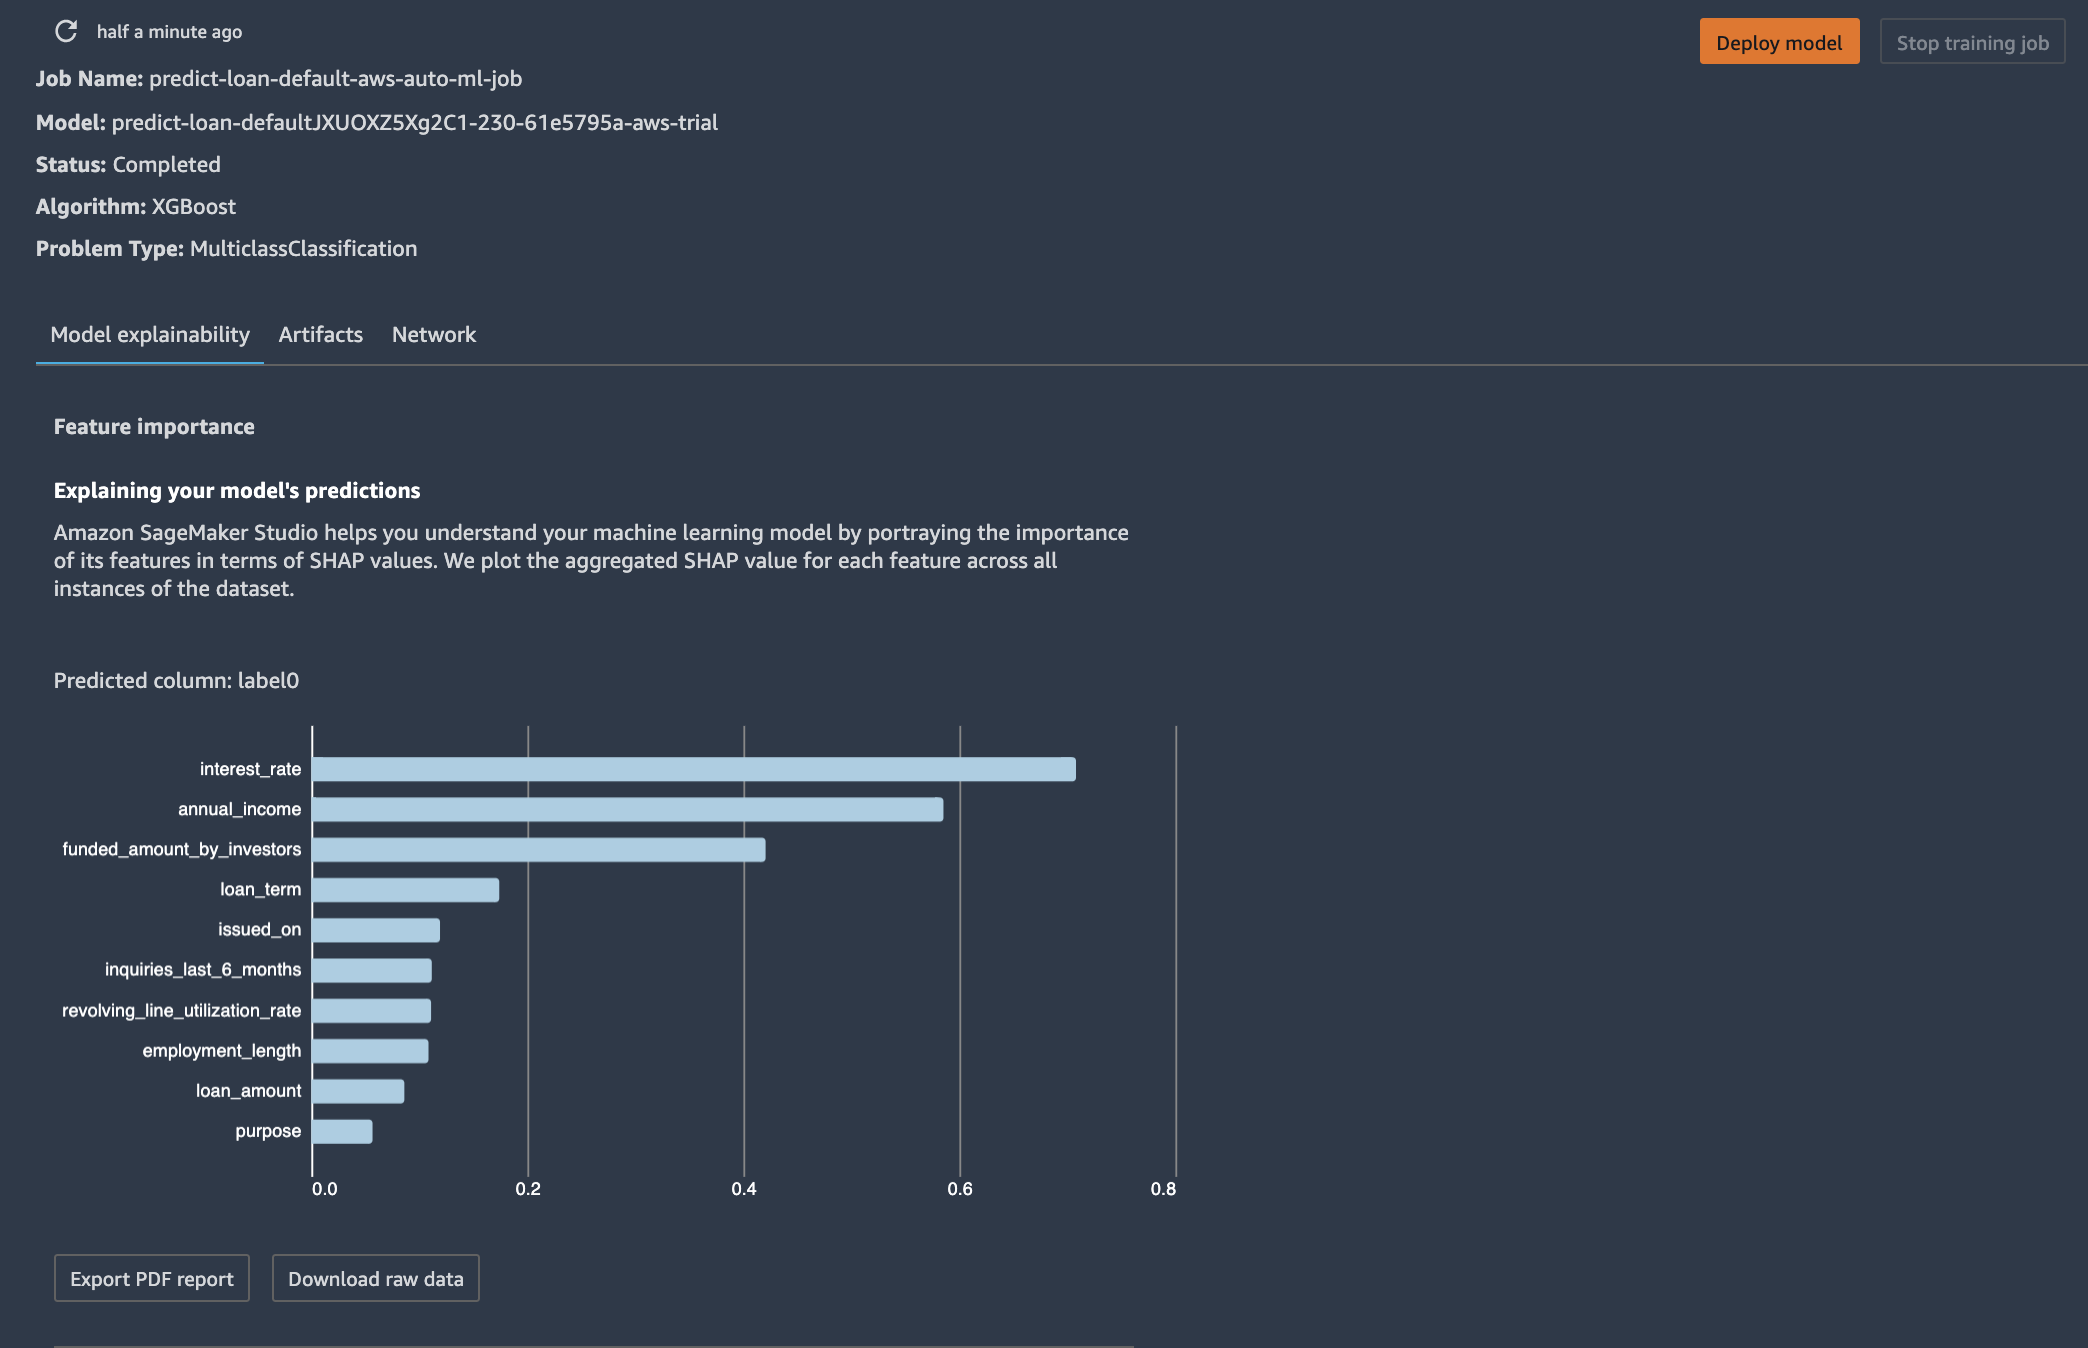 half a minute ago
Deploy model
Stop training job
Job Name: predict-loan-default-aws-auto-ml-job
Model: predict-loan-defaultJXUOXZ5Xg2C1-230-61e5795a-aws-trial
Status: Completed
Algorithm: XGBoost
Problem Type: MulticlassClassification
Model explainability
Artifacts
Network
Feature importance
Explaining your model's predictions
Amazon SageMaker Studio helps you understand your machine learning model by portraying the importance
of its features in terms of SHAP values. We plot the aggregated SHAP value for each feature across all
instances of the dataset.
Predicted column: label0
interest_rate
annual_income
funded_amount_by_investors
loan_term
issued_on
inquiries_last_6_months
revolving_line_utilization_rate
employment_length
loan_amount
purpose
0.0
0.2
0.4
0.6
0.8
Export PDF report
Download raw data